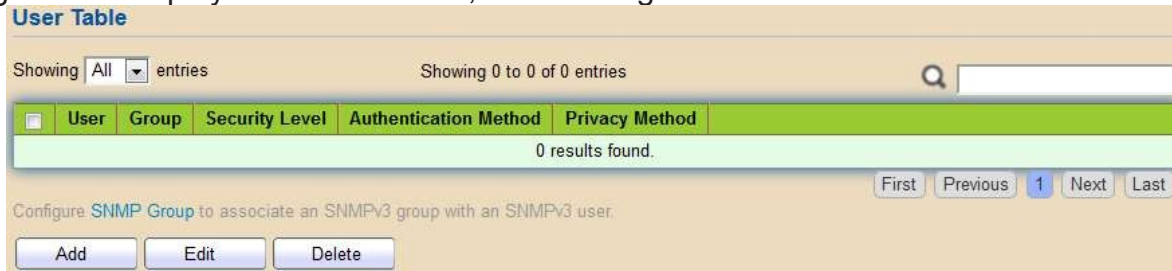 User Table
Showing All entries Showing 0 to 0 of 0 entries
User Group Security Level Authentication Method Privacy Method
0 results found.
First Previous 1 Next Last
Configure SNMP Group to associate an SNMPv3 group with an SNMPv3 user.
Add Edit Delete